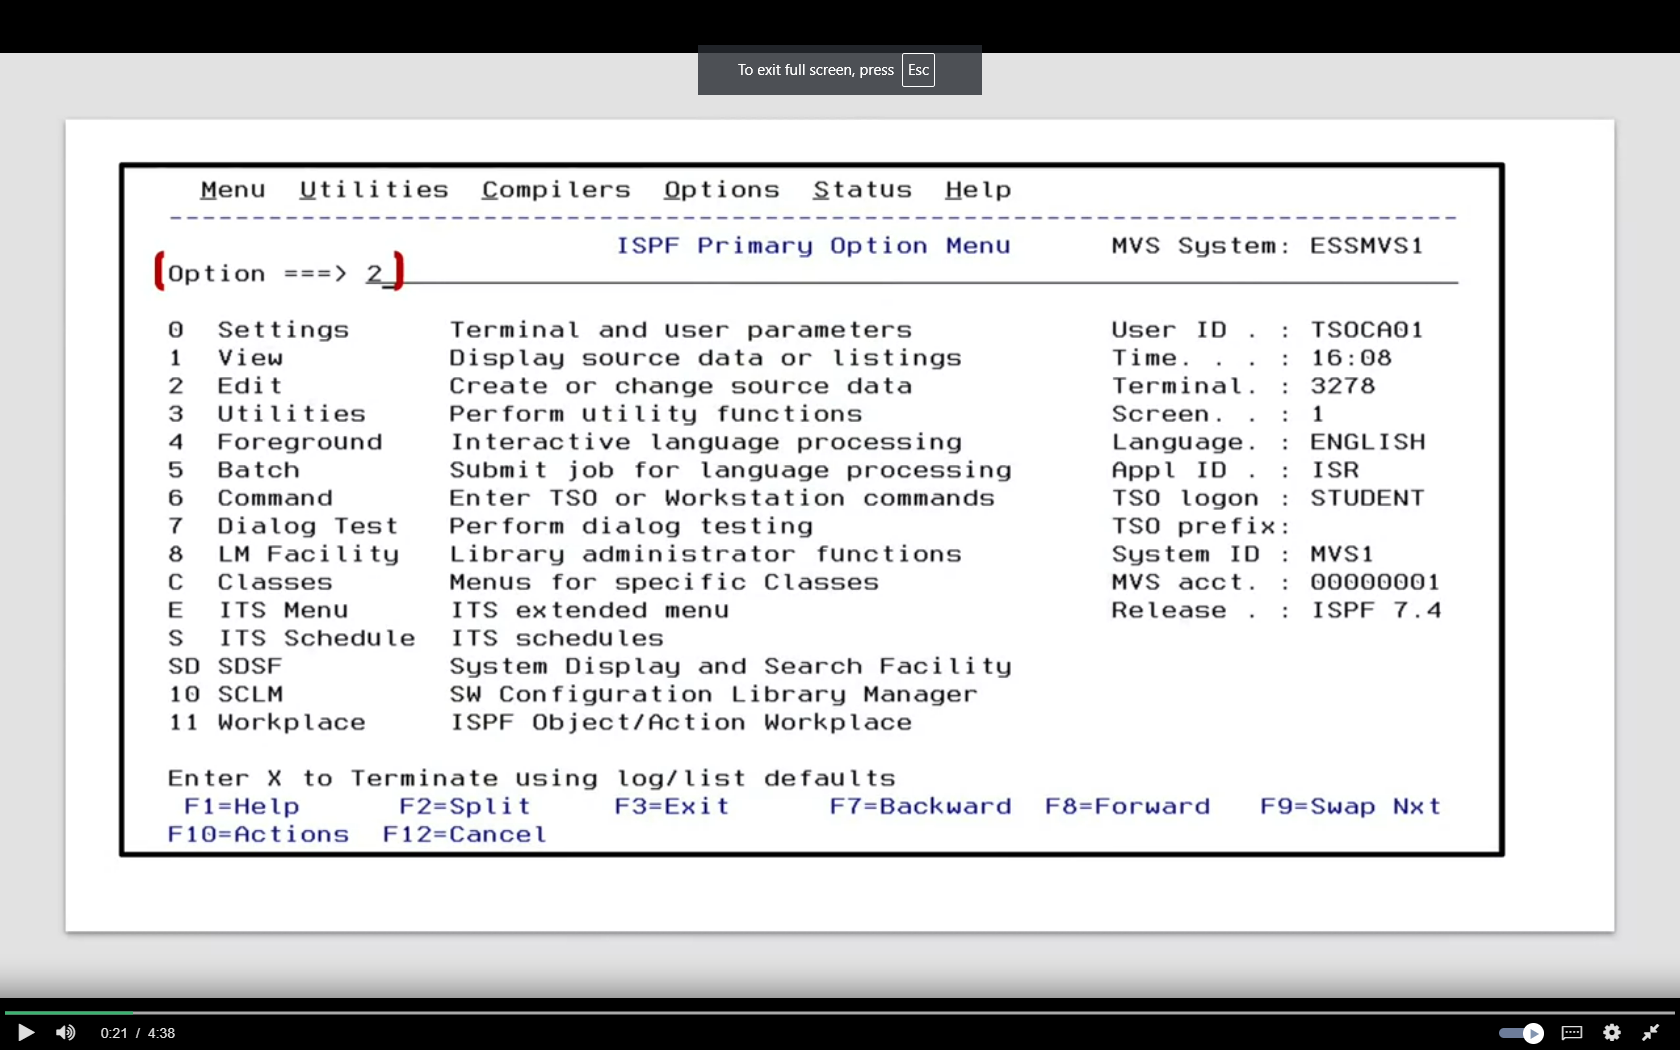 To exit full screen, press Esc
Menu Utilities Compilers Options Status Help
ISPF Primary Option Menu MVS System: ESSMVS1
Option ===> 2_
0 Settings Terminal and user parameters User ID . : TSOCA01
1 View Display source data or listings Time. . . : 16:08
2 Edit Create or change source data Terminal. : 3278
3 Utilities Perform utility functions Screen. . : 1
4 Foreground Interactive language processing Language. : ENGLISH
5 Batch Submit job for language processing Appl ID . : ISR
6 Command Enter TSO or Workstation commands TSO logon : STUDENT
7 Dialog Test Perform dialog testing TSO prefix:
8 LM Facility Library administrator functions System ID : MVS1
C Classes Menus for specific Classes MVS acct. : 00000001
E ITS Menu ITS extended menu Release . : ISPF 7.4
S ITS Schedule ITS schedules
SD SDSF System Display and Search Facility
10 SCLM SW Configuration Library Manager
11 Workplace ISPF Object/Action Workplace
Enter X to Terminate using log/list defaults
F1=Help F2=Split F3=Exit F7=Backward F8=Forward F9=Swap Nxt
F10=Actions F12=Cancel
0:21 / 4:38